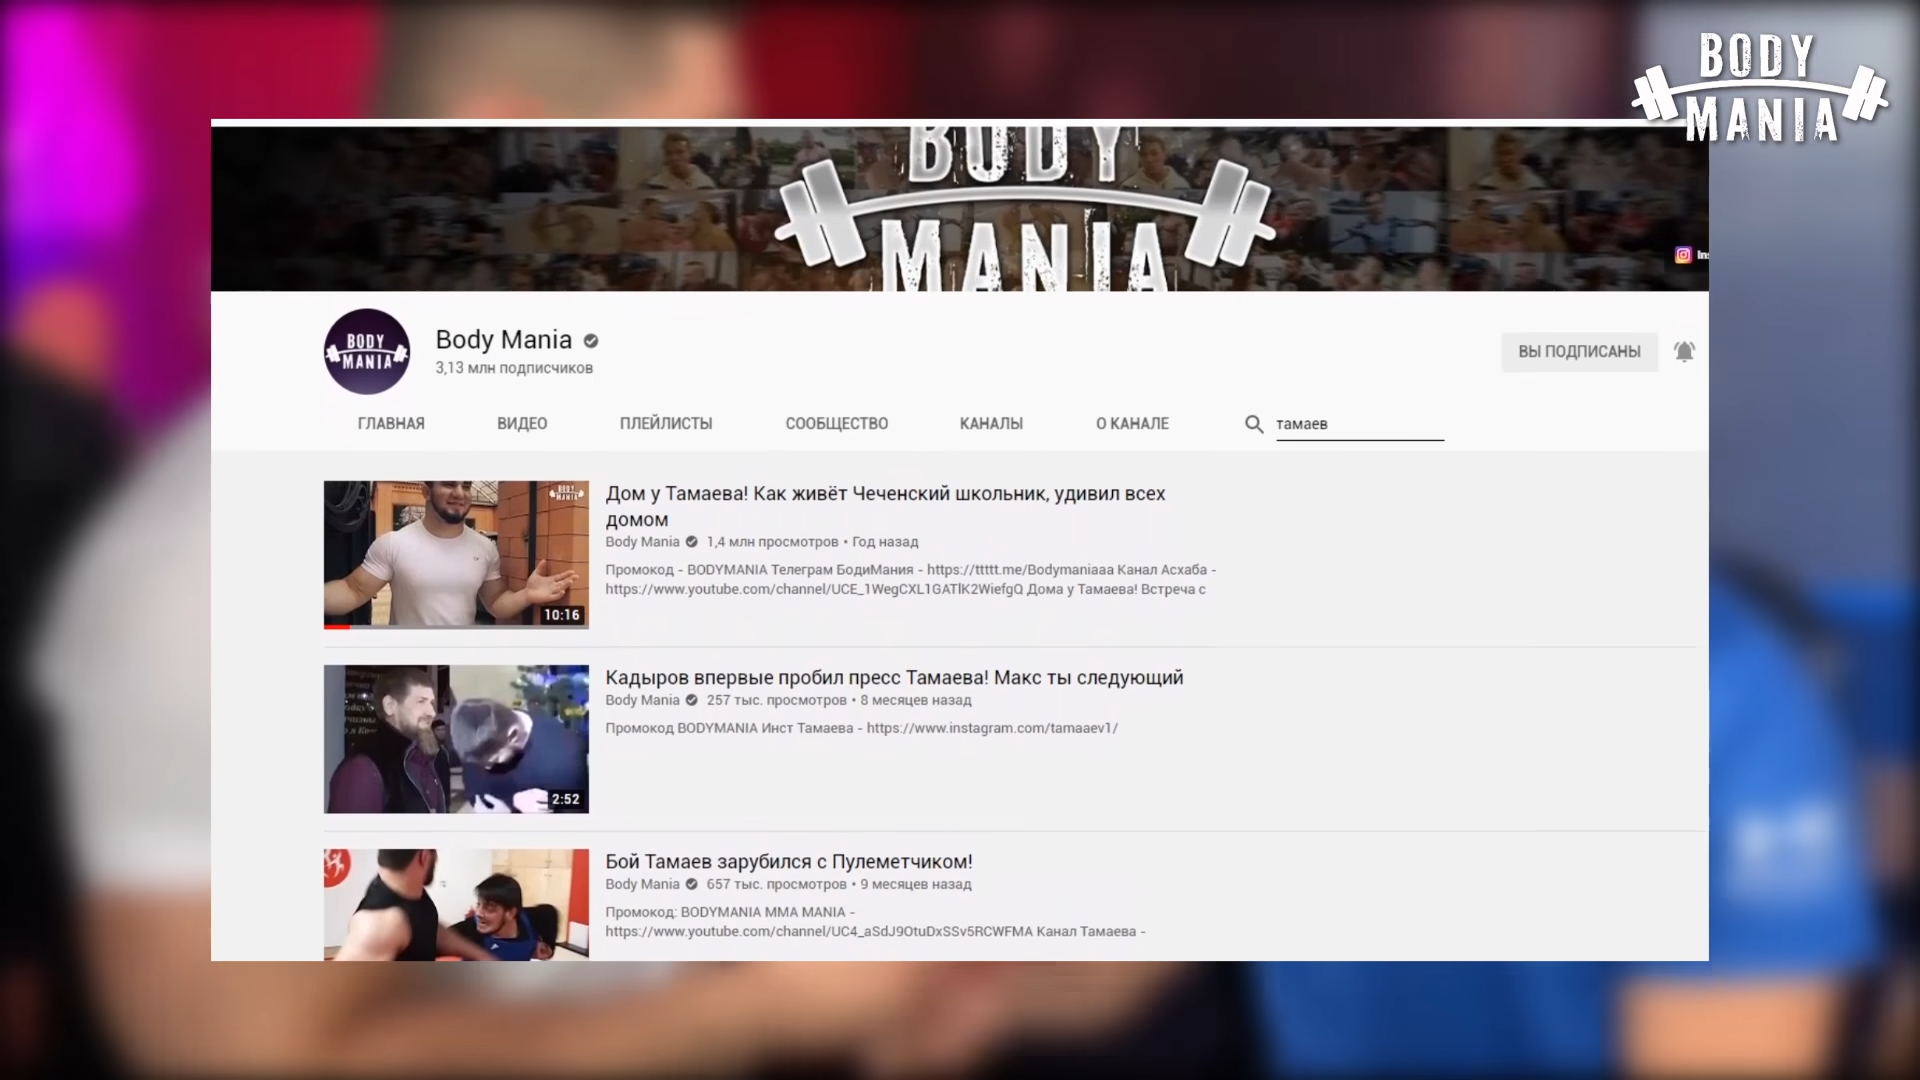 BODY
MANIA
BODY
MANIA
BODY
MANIA
Body Mania
3,13 млн подписчиков
ВЫ ПОДПИСАНЫ
ГЛАВНАЯ ВИДЕО ПЛЕЙЛИСТЫ СООБЩЕСТВО КАНАЛЫ О КАНАЛЕ тамаев
BODY
MANIA
10:16
Дом у Тамаева! Как живёт Чеченский школьник, удивил всех
домом
Body Mania 1,4 млн просмотров • Год назад
Промокод - BODYMANIA Телеграм БодиМания - https://ttttt.me/Bodymaniaaa Канал Асхаба -
https://www.youtube.com/channel/UCE_1WegCXL1GATlK2WiefgQ Дома у Тамаева! Встреча с
2:52
Кадыров впервые пробил пресс Тамаева! Макс ты следующий
Body Mania 257 тыс. просмотров • 8 месяцев назад
Промокод BODYMANIA Инст Тамаева - https://www.instagram.com/tamaaev1/
Бой Тамаев зарубился с Пулеметчиком!
Body Mania 657 тыс. просмотров • 9 месяцев назад
Промокод: BODYMANIA MMA MANIA -
https://www.youtube.com/channel/UC4_aSdJ9OtuDxSSv5RCWFMA Канал Тамаева -